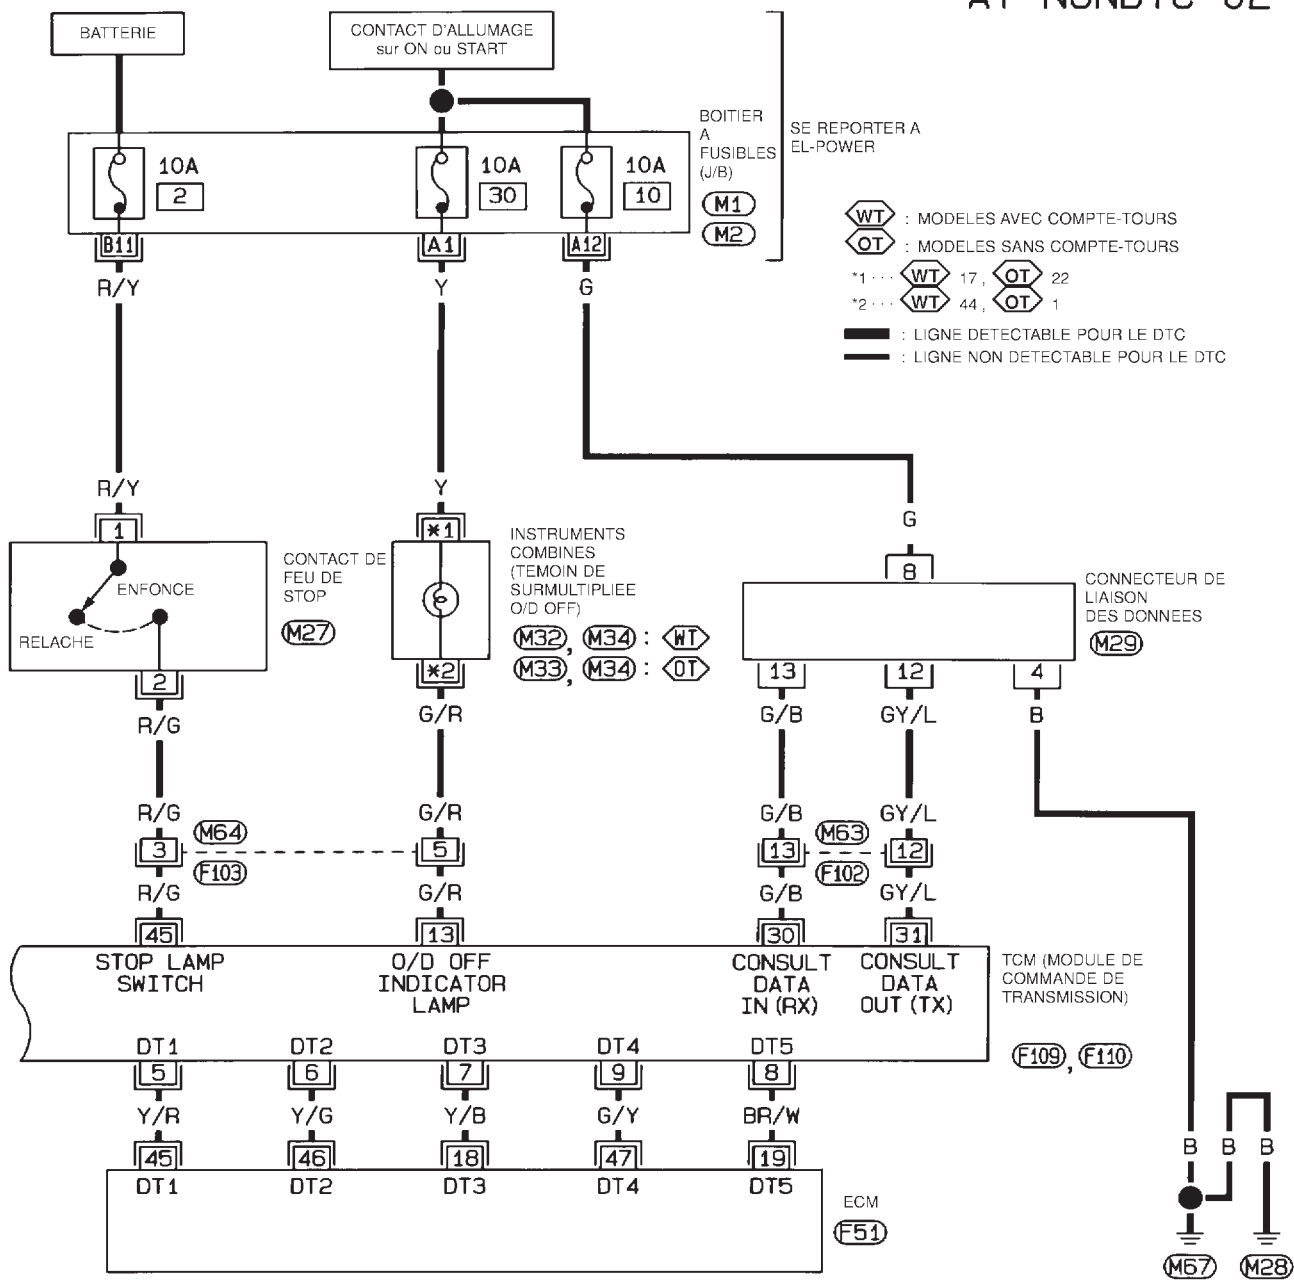 BATTERIE
CONTACT D'ALLUMAGE
sur ON ou START
10A
2
10A
30
10A
10
BOITIER
A
FUSIBLES
(J/B)
M1
M2
SE REPORTER A
EL-POWER
B11
A1
A12
R/Y
Y
G
WT : MODELES AVEC COMPTE-TOURS
OT : MODELES SANS COMPTE-TOURS
*1 ··· WT 17, OT 22
*2 ··· WT 44, OT 1
: LIGNE DETECTABLE POUR LE DTC
: LIGNE NON DETECTABLE POUR LE DTC
R/Y
Y
G
1
*1
8
ENFONCE
RELACHE
CONTACT DE
FEU DE
STOP
M27
INSTRUMENTS
COMBINES
(TEMOIN DE
SURMULTIPLIEE
O/D OFF)
M32, M34 : WT
M33, M34 : OT
CONNECTEUR DE
LIAISON
DES DONNEES
M29
2
*2
13
12
4
R/G
G/R
G/B
GY/L
B
R/G
G/R
G/B
GY/L
3
M64
F103
5
13
M63
F102
12
R/G
G/R
G/B
GY/L
45
13
30
31
STOP LAMP
SWITCH
O/D OFF
INDICATOR
LAMP
CONSULT
DATA
IN (RX)
CONSULT
DATA
OUT (TX)
TCM (MODULE DE
COMMANDE DE
TRANSMISSION)
F109, F110
DT1
DT2
DT3
DT4
DT5
5
6
7
9
8
Y/R
Y/G
Y/B
G/Y
BR/W
45
46
18
47
19
DT1
DT2
DT3
DT4
DT5
ECM
F51
B
B
B
M67
M28